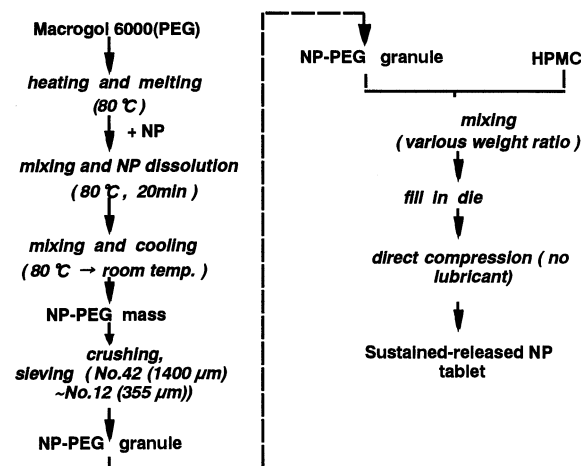 Macrogol 6000(PEG)
heating and melting
(80 ℃)
+ NP
mixing and NP dissolution
(80 ℃, 20min)
mixing and cooling
(80 ℃ → room temp.)
NP-PEG mass
crushing,
sieving (No.42 (1400 μm)
~No.12 (355 μm))
NP-PEG granule
NP-PEG granule
HPMC
mixing
(various weight ratio)
fill in die
direct compression (no
lubricant)
Sustained-released NP
tablet